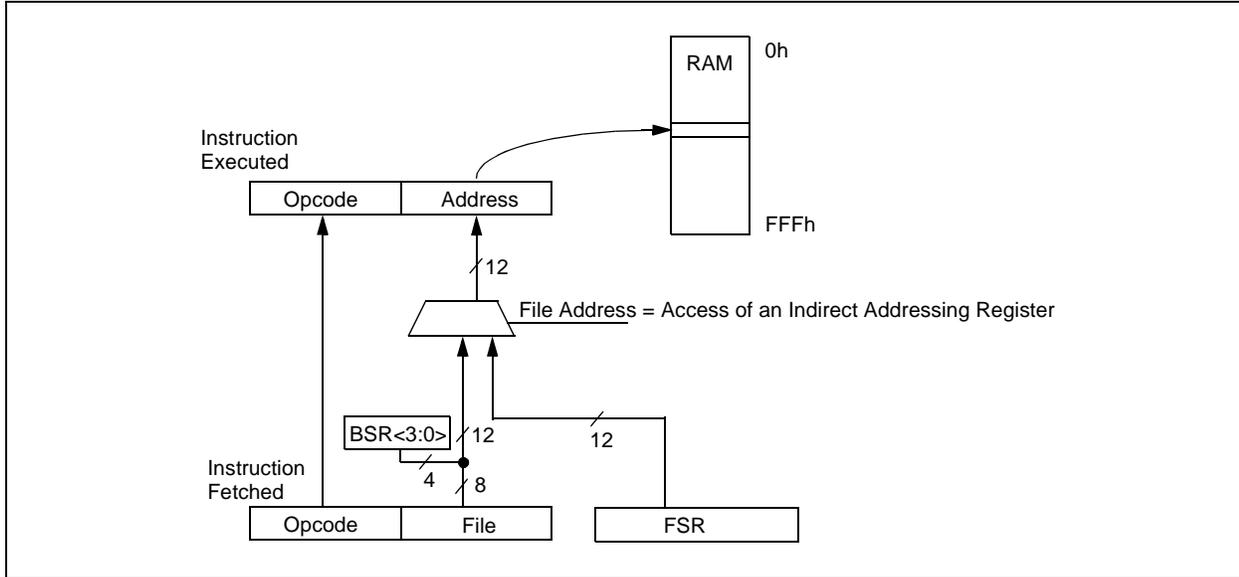 0h
RAM
Instruction
Executed
Opcode
Address
FFFh
12
File Address = Access of an Indirect Addressing Register
BSR<3:0>
12
12
4
8
Instruction
Fetched
Opcode
File
FSR